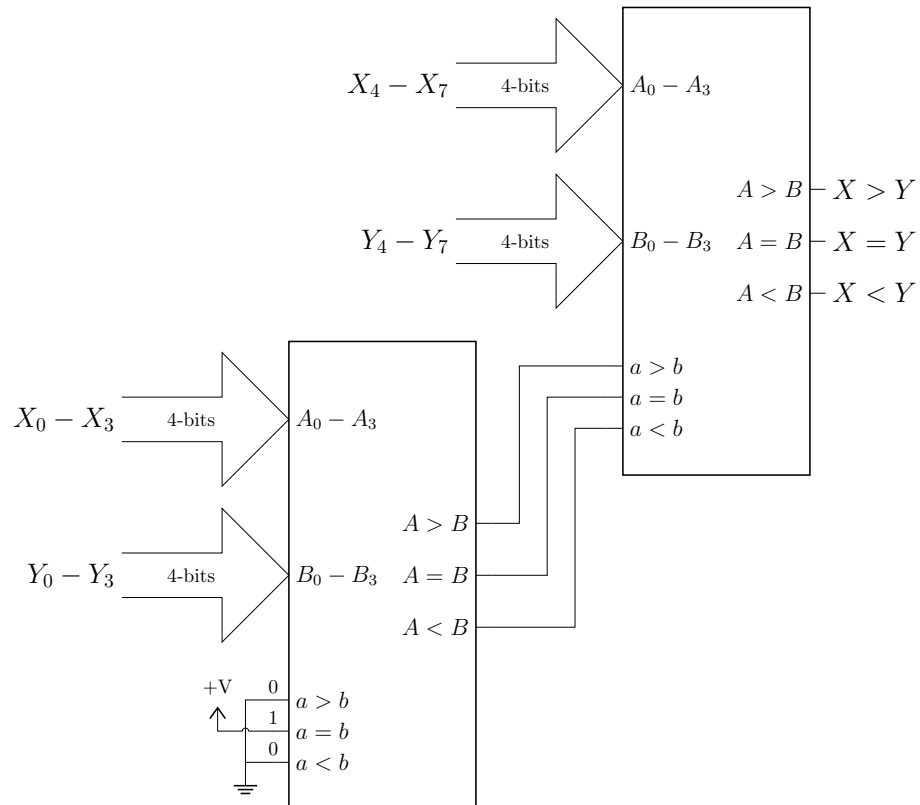 $X_4 - X_7$ 4-bits $A_0 - A_3$
$A > B$ $X > Y$
$Y_4 - Y_7$ 4-bits $B_0 - B_3$ $A = B$ $X = Y$
$A < B$ $X < Y$
$a > b$
$a = b$
$a < b$
$X_0 - X_3$ 4-bits $A_0 - A_3$
$A > B$
$Y_0 - Y_3$ 4-bits $B_0 - B_3$ $A = B$
$A < B$
+V 0 $a > b$
1 $a = b$
0 $a < b$